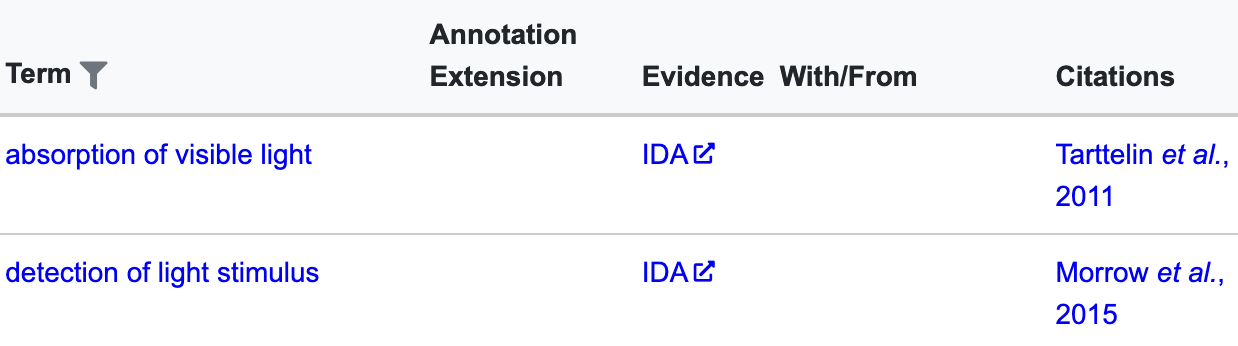 Term Annotation Extension Evidence With/From Citations
absorption of visible light IDA Tarttelin et al., 2011
detection of light stimulus IDA Morrow et al., 2015